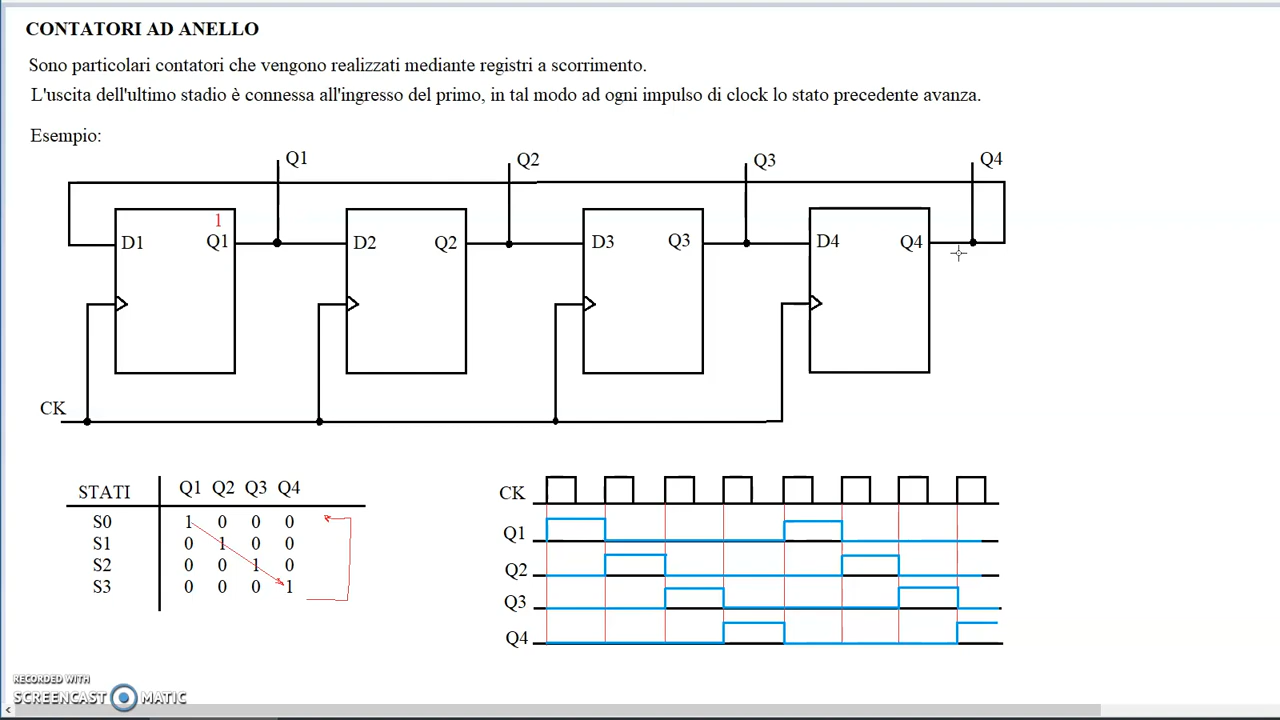 CONTATORI AD ANELLO
Sono particolari contatori che vengono realizzati mediante registri a scorrimento.
L'uscita dell'ultimo stadio è connessa all'ingresso del primo, in tal modo ad ogni impulso di clock lo stato precedente avanza.
Esempio:
Q1 Q2 Q3 Q4
1
D1 Q1 D2 Q2 D3 Q3 D4 Q4
CK
STATI Q1 Q2 Q3 Q4
S0 1 0 0 0
S1 0 1 0 0
S2 0 0 1 0
S3 0 0 0 1
CK
Q1
Q2
Q3
Q4
RECORDED WITH
SCREENCAST MATIC